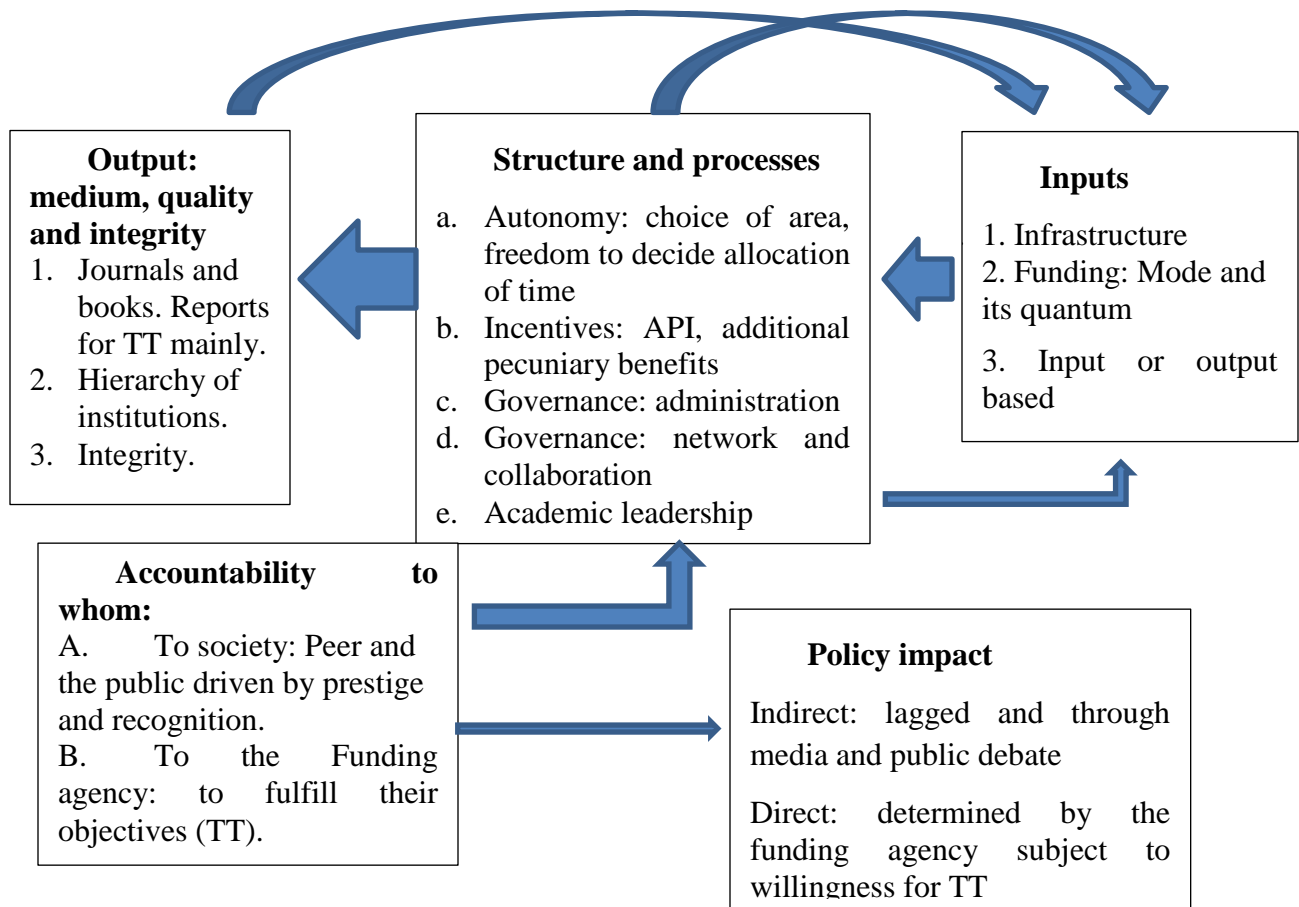 Output:
medium, quality
and integrity
1. Journals and
books. Reports
for TT mainly.
2. Hierarchy of
institutions.
3. Integrity.
Structure and processes
a. Autonomy: choice of area,
freedom to decide allocation
of time
b. Incentives: API, additional
pecuniary benefits
c. Governance: administration
d. Governance: network and
collaboration
e. Academic leadership
Inputs
1. Infrastructure
2. Funding: Mode and
its quantum
3. Input or output
based
Accountability to
whom:
A. To society: Peer and
the public driven by prestige
and recognition.
B. To the Funding
agency: to fulfill their
objectives (TT).
Policy impact
Indirect: lagged and through
media and public debate
Direct: determined by the
funding agency subject to
willingness for TT